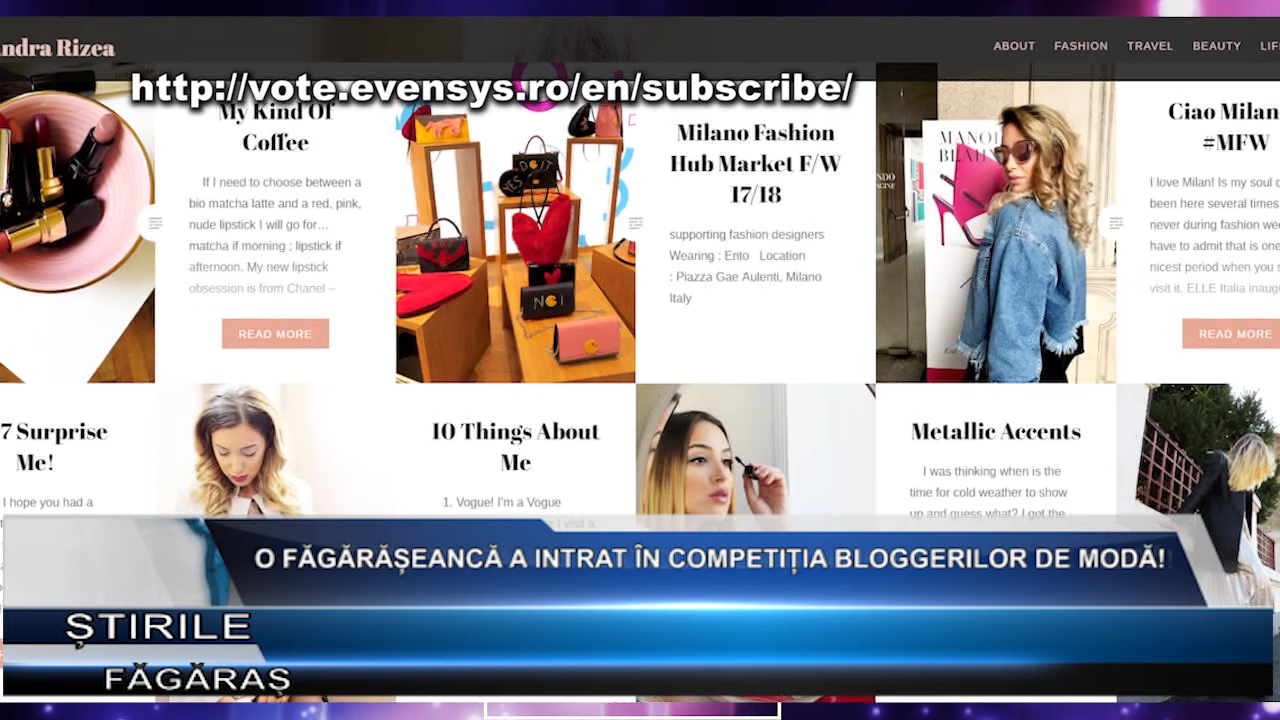 ndra Rizea
ABOUT FASHION TRAVEL BEAUTY LIF
http://vote.evensys.ro/en/subscribe/
My Kind Of
Coffee
If I need to choose between a
bio matcha latte and a red, pink,
nude lipstick I will go for...
matcha if morning ; lipstick if
afternoon. My new lipstick
obsession is from Chanel –
READ MORE
Milano Fashion
Hub Market F/W
17/18
supporting fashion designers
Wearing : Ento Location
: Piazza Gae Aulenti, Milano
Italy
MANOL
BLAHN
Ciao Milan
#MFW
I love Milan! Is my soul
been here several times
never during fashion we
have to admit that is one
nicest period when you s
visit it. ELLE Italia inaug
READ MORE
7 Surprise
Me!
I hope you had a
10 Things About
Me
1. Vogue! I'm a Vogue
I visit a
Metallic Accents
I was thinking when is the
time for cold weather to show
up and guess what? I got the
O FĂGĂRĂȘEANCĂ A INTRAT ÎN COMPETIȚIA BLOGGERILOR DE MODĂ!
ȘTIRILE
FĂGĂRAȘ